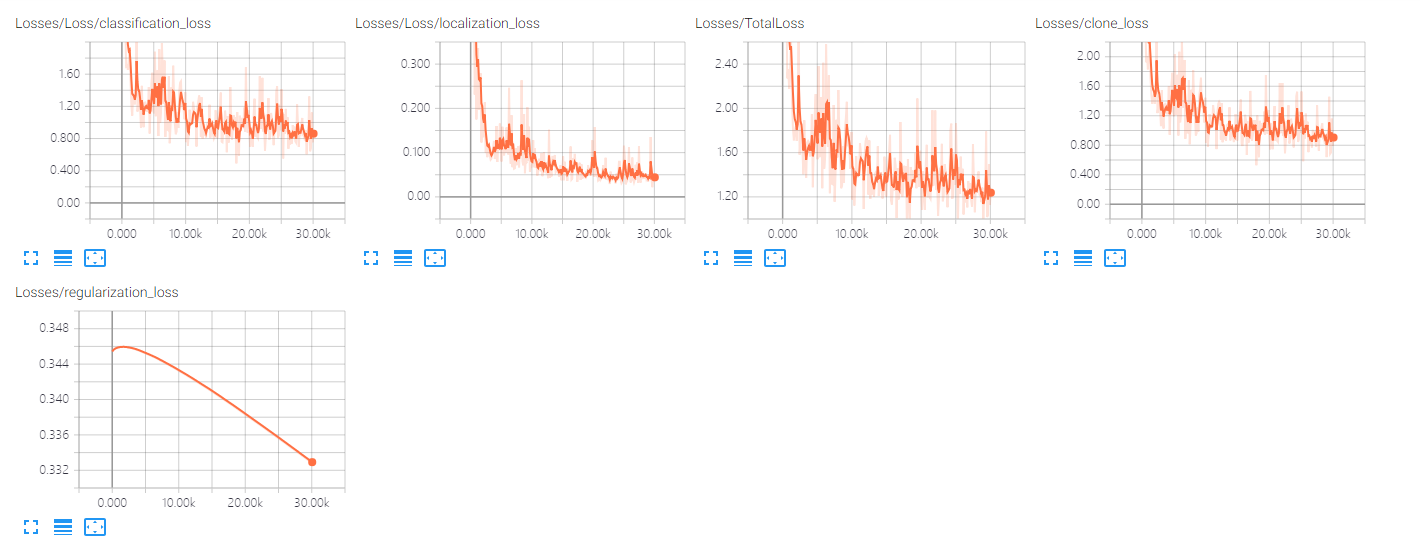 Losses/Loss/classification_loss
1.60
1.20
0.800
0.400
0.00
0.000 10.00k 20.00k 30.00k
Losses/Loss/localization_loss
0.300
0.200
0.100
0.00
0.000 10.00k 20.00k 30.00k
Losses/TotalLoss
2.40
2.00
1.60
1.20
0.000 10.00k 20.00k 30.00k
Losses/clone_loss
2.00
1.60
1.20
0.800
0.400
0.00
0.000 10.00k 20.00k 30.00k
Losses/regularization_loss
0.348
0.344
0.340
0.336
0.332
0.000 10.00k 20.00k 30.00k